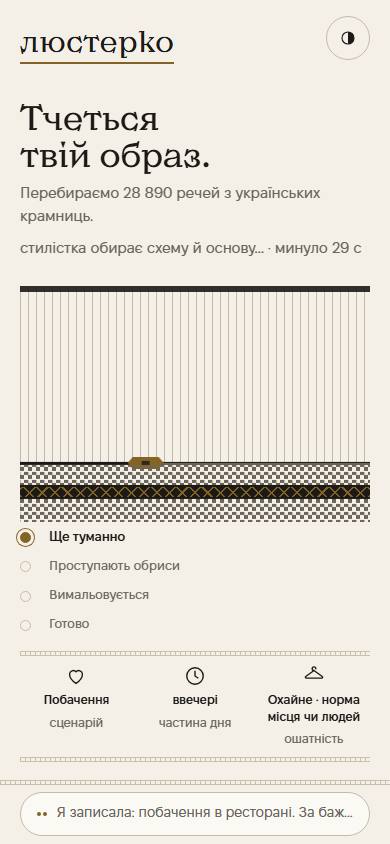 люстерко
Тчеться
твій образ.
Перебираємо 28 890 речей з українських
крамниць.
стилістка обирає схему й основу… · минуло 29 с
Ще туманно
Проступають обриси
Вимальовується
Готово
Побачення
сценарій
ввечері
частина дня
Охайне · норма
місця чи людей
ошатність
Я записала: побачення в ресторані. За баж…